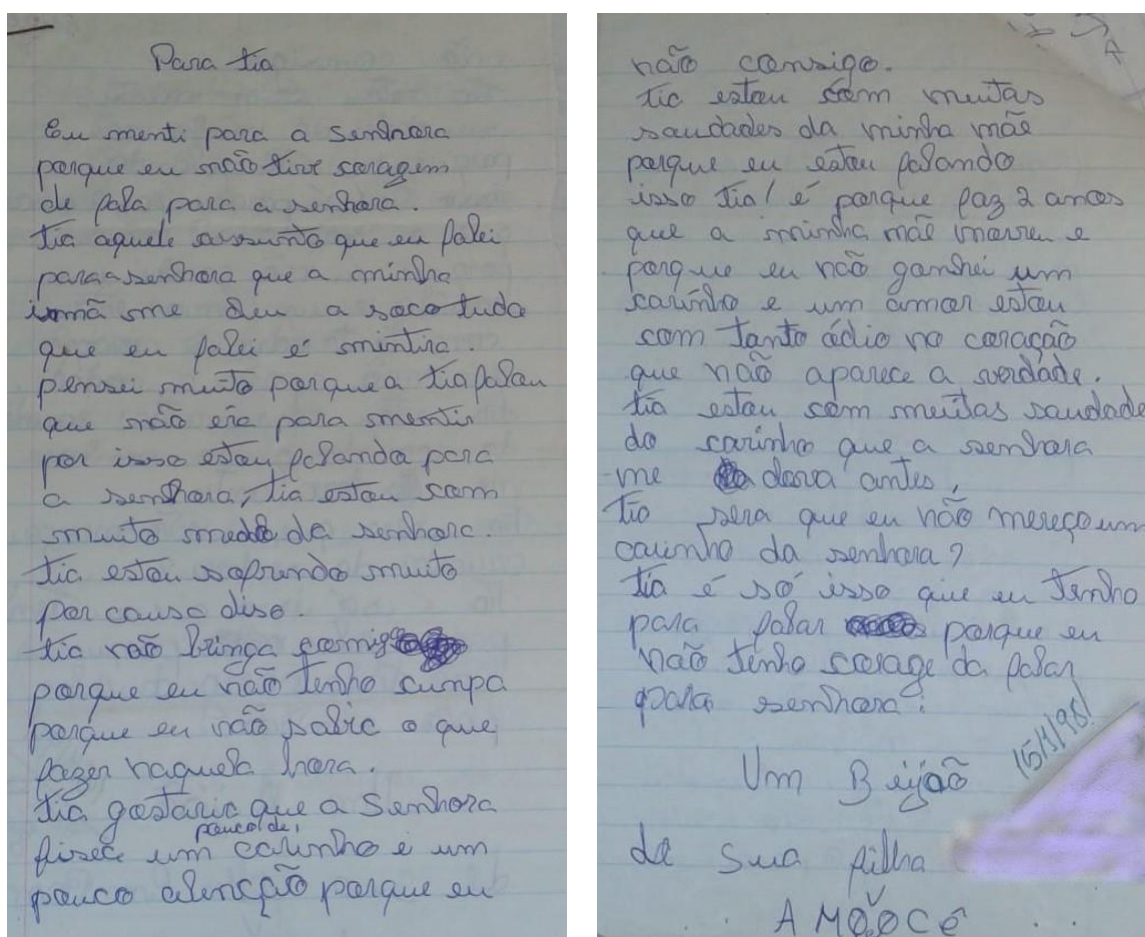 Para tia
Eu menti para a senhora
porque eu não tive coragem
de fala para a senhora.
tia aquele assunto que eu falei
para a senhora que a minha
irmã me deu a soco tudo
que eu falei é mintira.
pensei muito porque a tia falou
que não era para mentir
por isso estou falando para
a senhora, tia estou com
muito medo da senhora.
tia estou sofrendo muito
por causo diso.
tia não bringa comigo
porque eu não tenho cumpa
porque eu não sabia o que
fazer naquela hora.
tia gostaria que a Senhora
fisece um pouco de, carinho e um
pouco atenção porque eu
não consigo.
tia estou com muitas
saudades da minha mãe
porque eu estou falando
isso tia! é porque faz 2 anos
que a minha mãe morreu e
porque eu não ganhei um
carinho e um amor estou
com tanto ódio no coração
que não aparece a verdade.
tia estou com muitas saudade
do carinho que a senhora
me dava antes,
tia sera que eu não mereço um
carinho da senhora?
tia é só isso que eu tenho
para falar porque eu
não tenho corage da falar
para senhora.
Um Beijão
de Sua filha